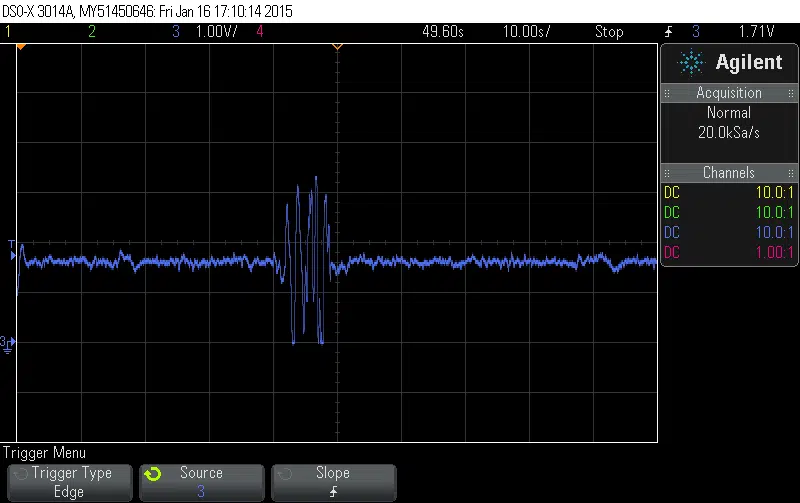 DSO-X 3014A, MY51450646: Fri Jan 16 17:10:14 2015
1 2 3 1.00V/ 4 49.60s 10.00s/ Stop 3 1.71V
Agilent
Acquisition
Normal
20.0kSa/s
Channels
DC 10.0:1
DC 10.0:1
DC 10.0:1
DC 1.00:1
T
3
Trigger Menu
Trigger Type
Edge
Source
3
Slope